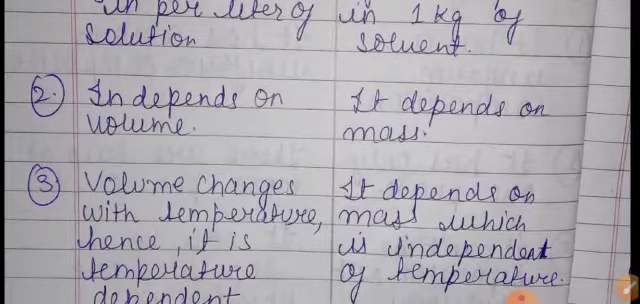 in per liter of
solution
in 1 kg of
solvent.
2.
In depends on
volume.
It depends on
mass.
3
Volume changes
with temperature,
hence, it is
temperature
dependent
It depends on
mass which
is independent
of temperature.